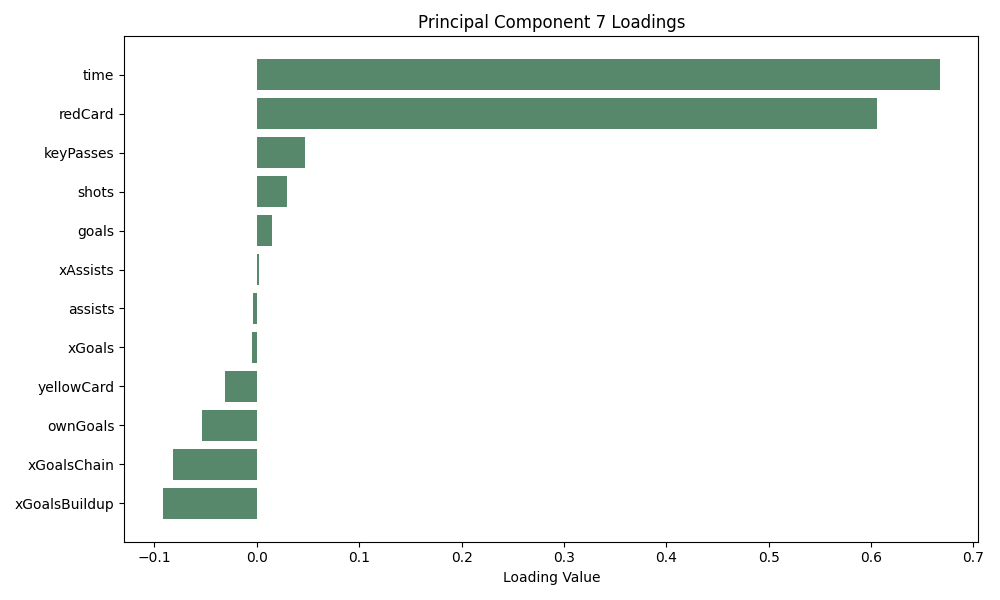 Principal Component 7 Loadings
time
redCard
keyPasses
shots
goals
xAssists
assists
xGoals
yellowCard
ownGoals
xGoalsChain
xGoalsBuildup
−0.1 0.0 0.1 0.2 0.3 0.4 0.5 0.6 0.7
Loading Value